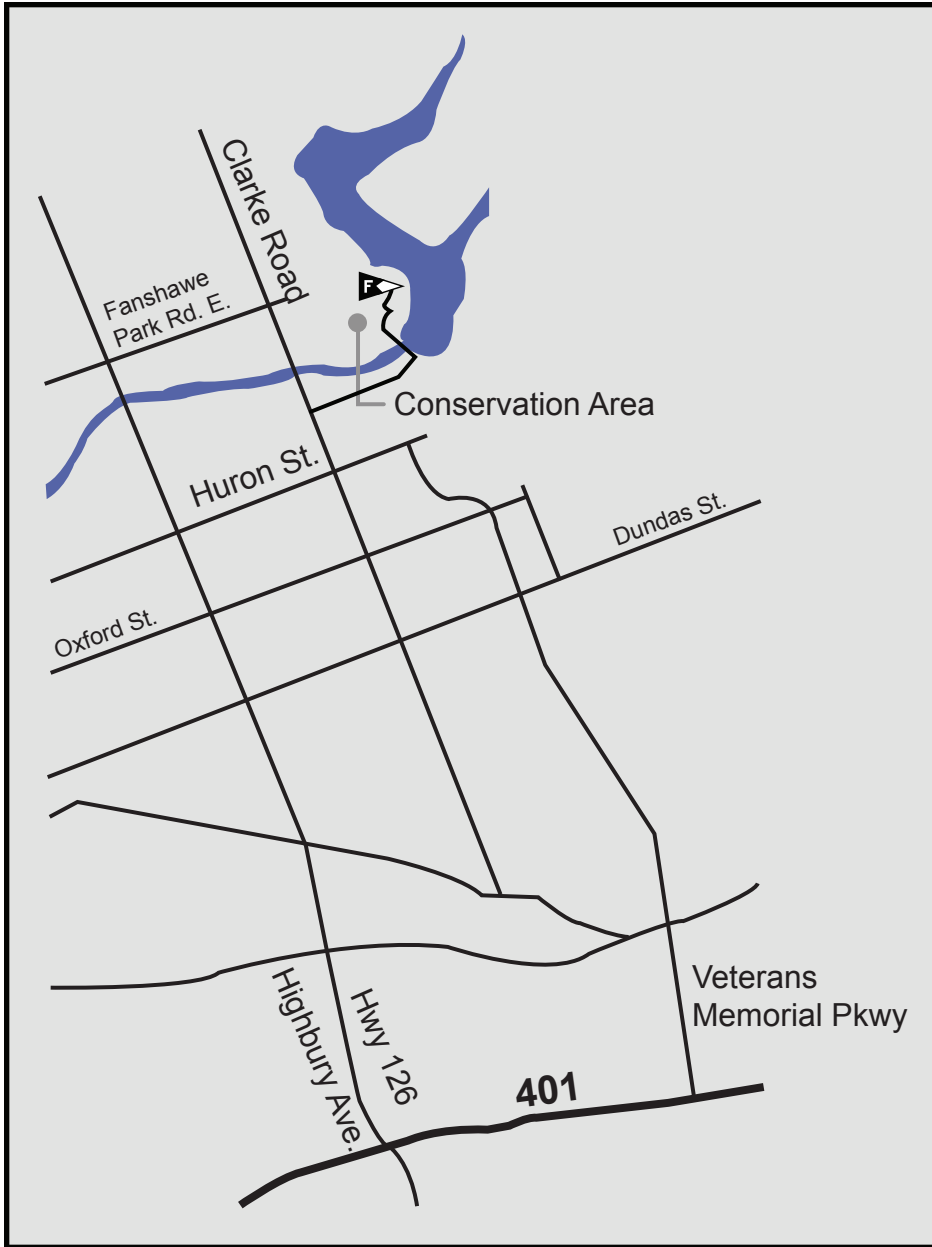 Clarke Road
Fanshawe
Park Rd. E.
F
Conservation Area
Huron St.
Dundas St.
Oxford St.
Veterans
Memorial Pkwy
Highbury Ave.
Hwy 126
401